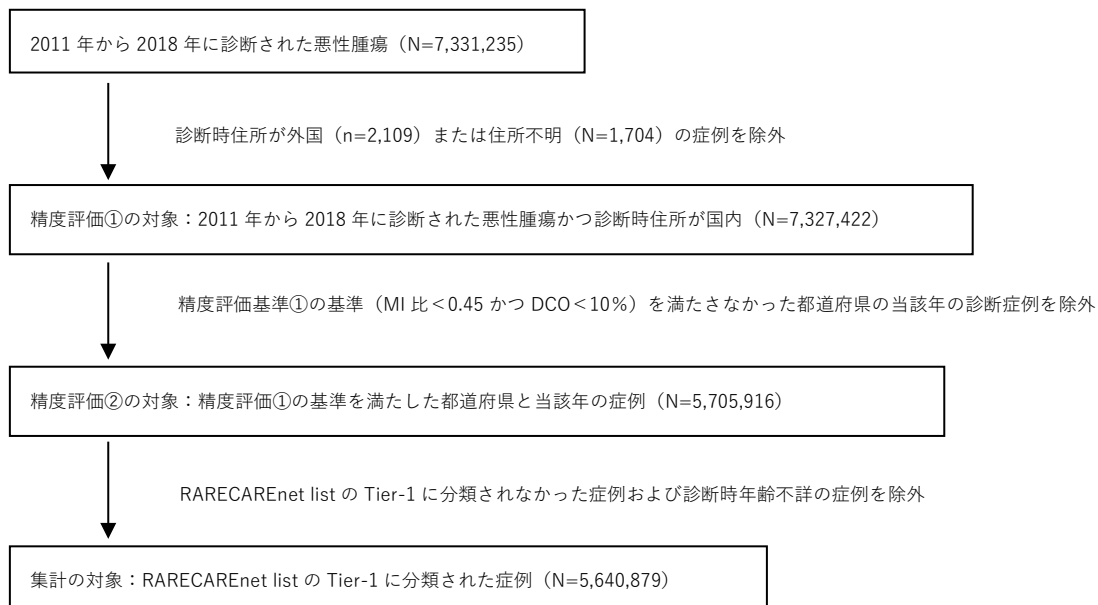 2011 年から 2018 年に診断された悪性腫瘍（N=7,331,235）
診断時住所が外国（n=2,109）または住所不明（N=1,704）の症例を除外
精度評価①の対象：2011 年から 2018 年に診断された悪性腫瘍かつ診断時住所が国内（N=7,327,422）
精度評価基準①の基準（MI 比＜0.45 かつ DCO＜10％）を満たさなかった都道府県の当該年の診断症例を除外
精度評価②の対象：精度評価①の基準を満たした都道府県と当該年の症例（N=5,705,916）
RARECAREnet list の Tier-1 に分類されなかった症例および診断時年齢不詳の症例を除外
集計の対象：RARECAREnet list の Tier-1 に分類された症例（N=5,640,879）